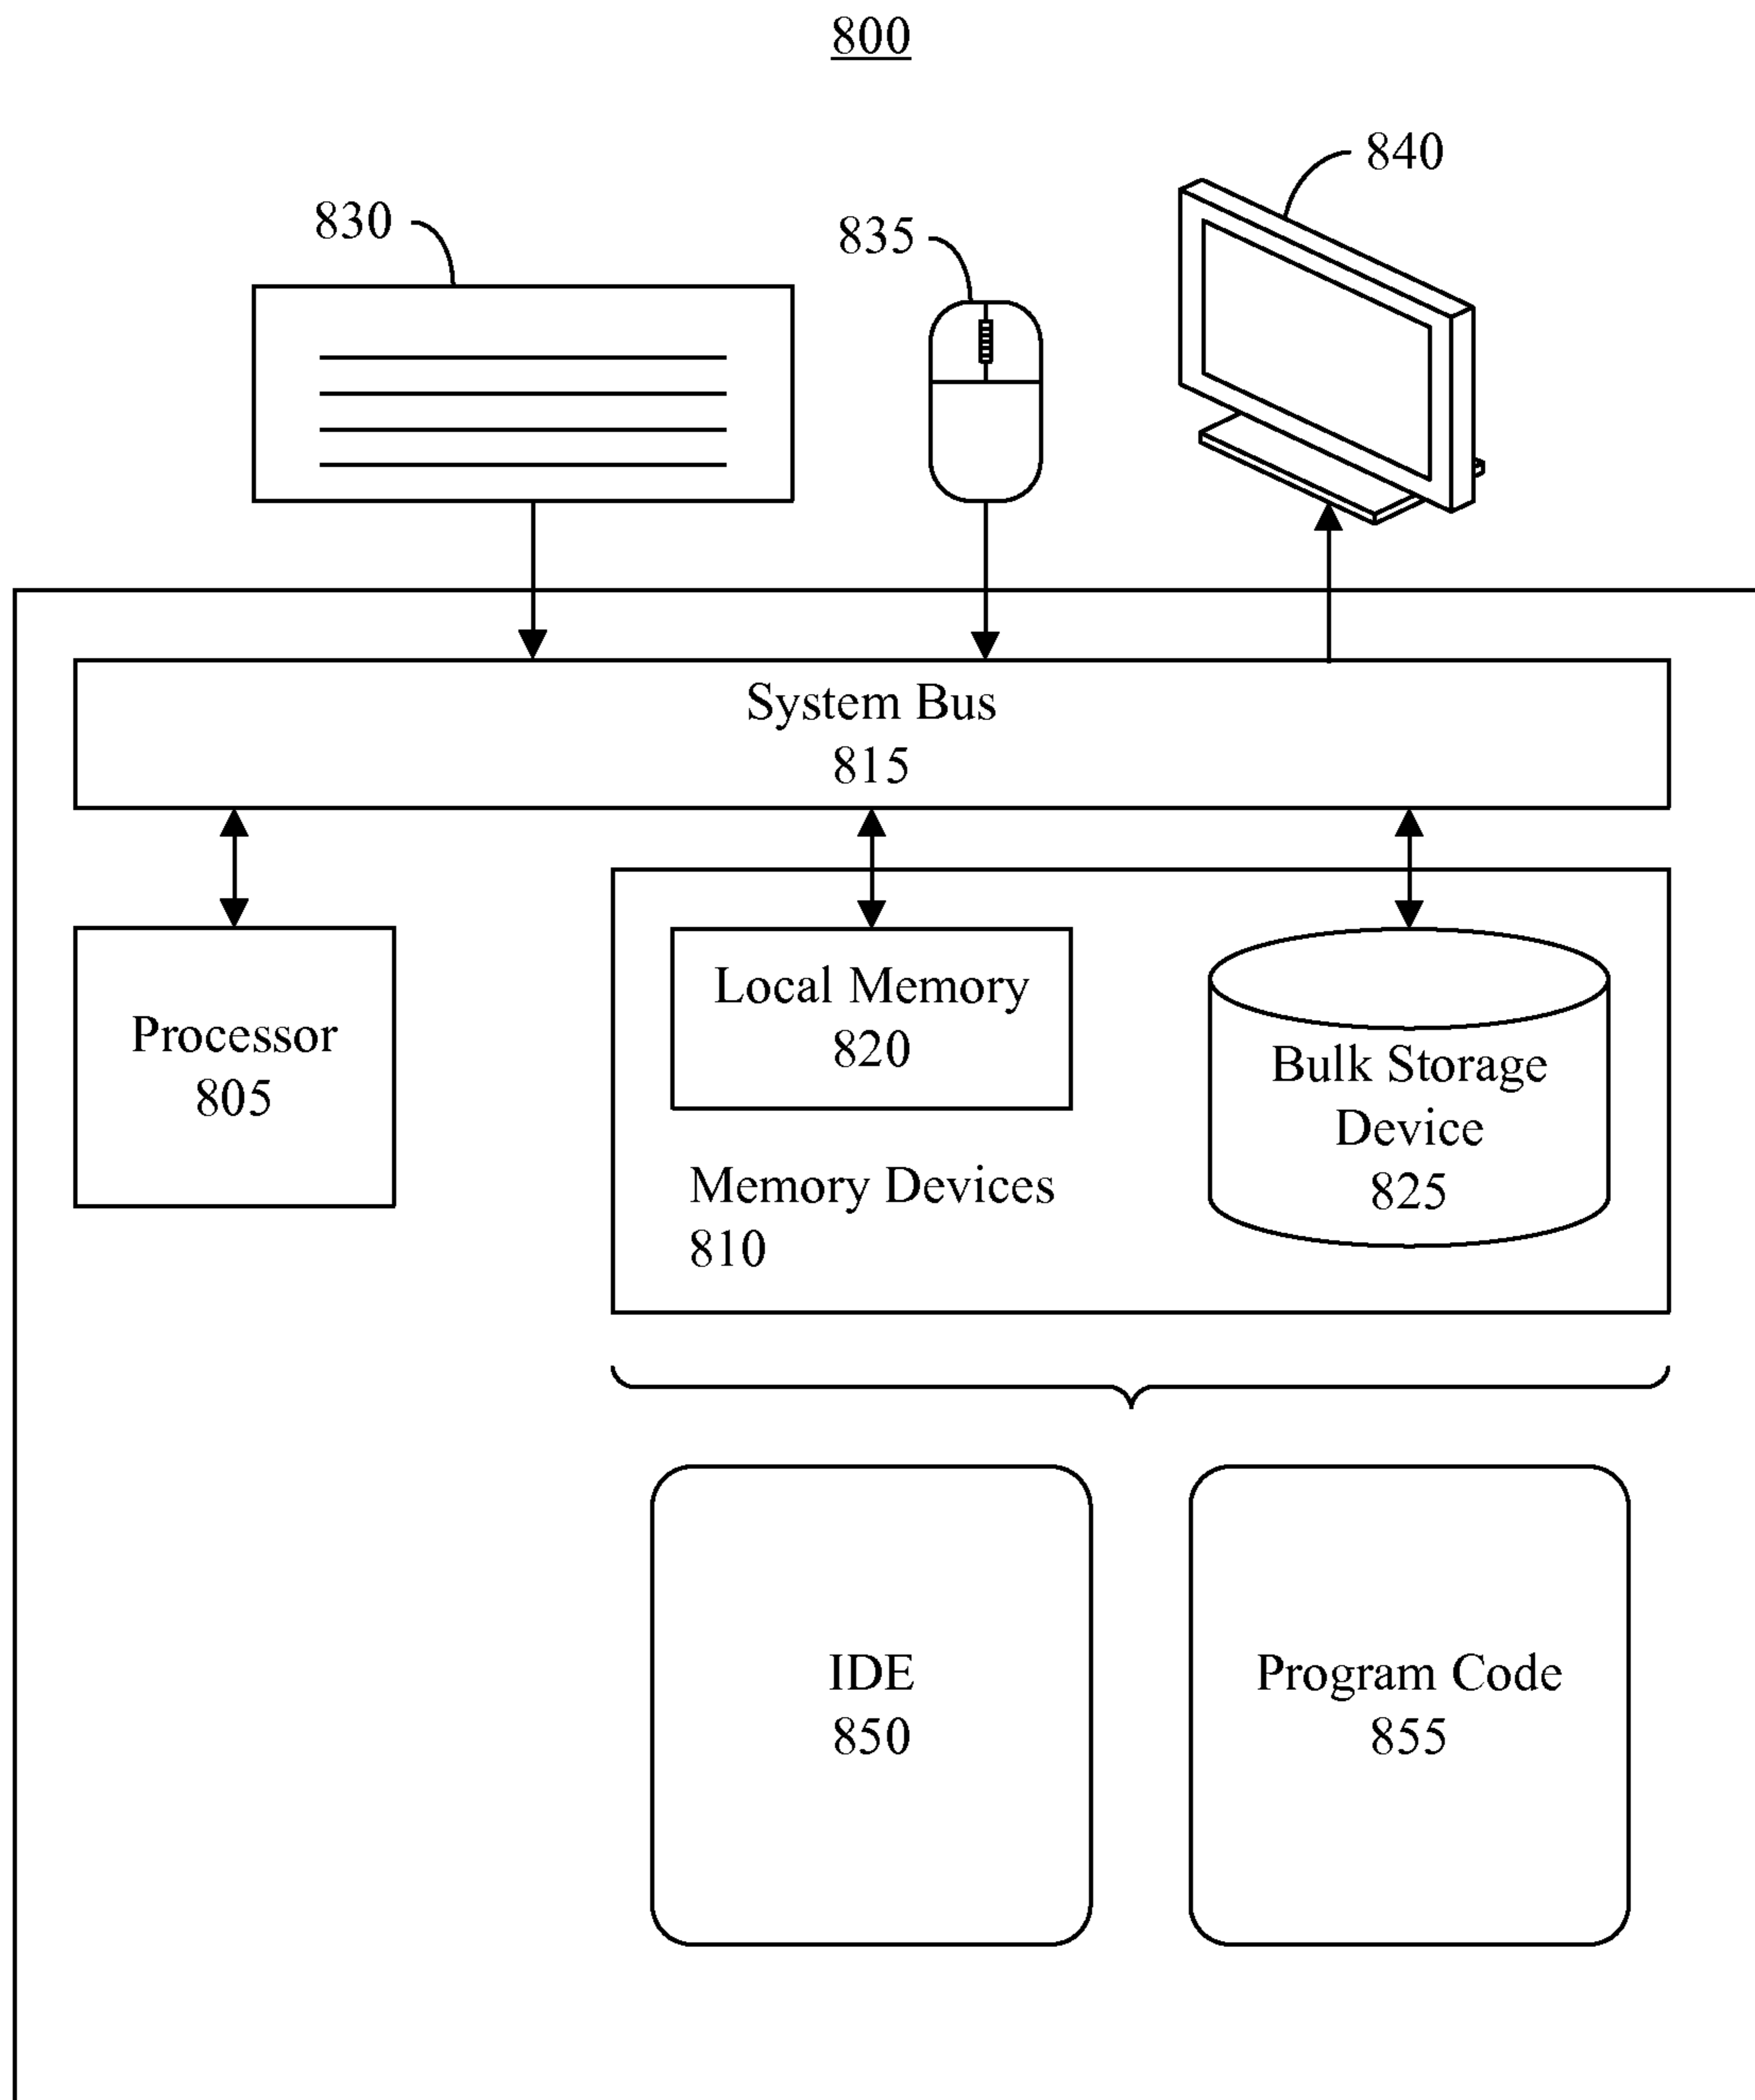 800
840
830
835
System Bus
815
Processor
805
Local Memory
820
Memory Devices
810
Bulk Storage
Device
825
IDE
850
Program Code
855